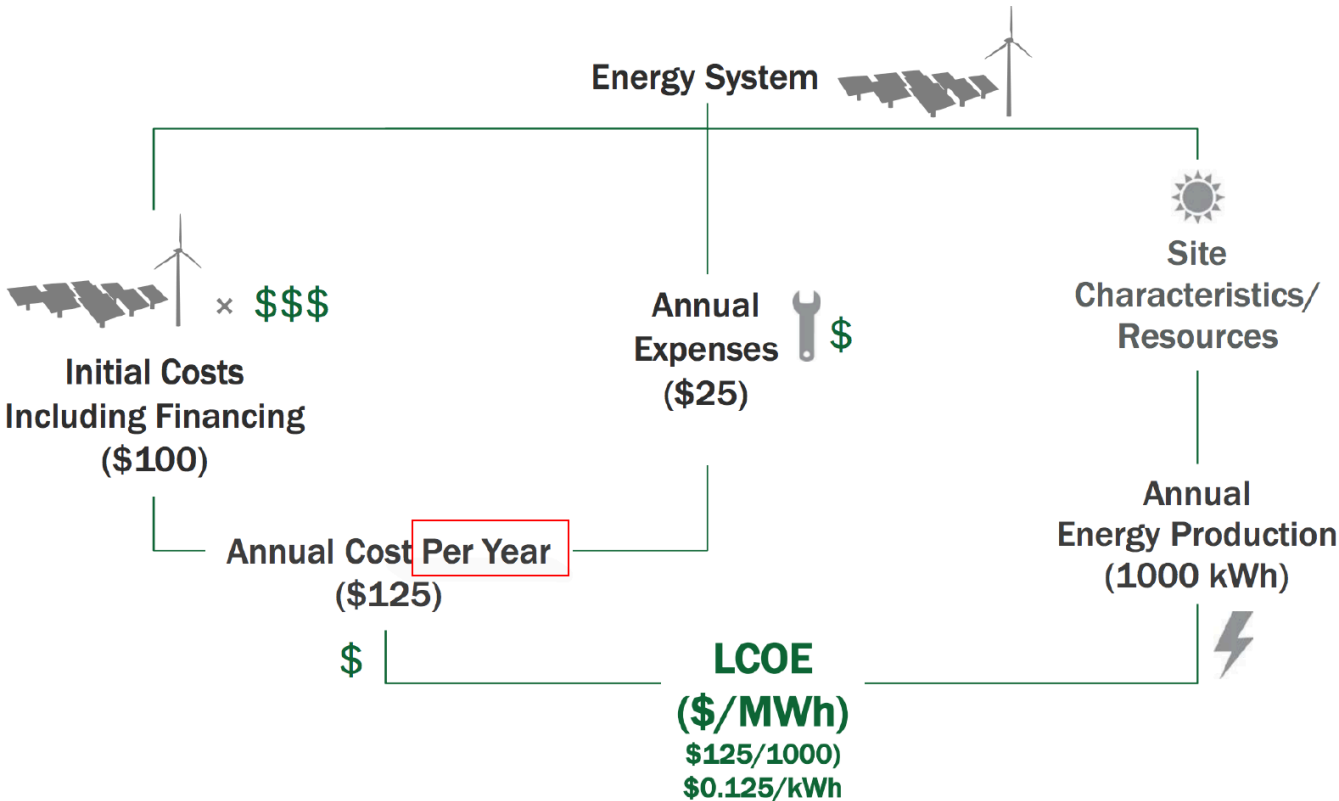 Energy System
× $$$
Initial Costs
Including Financing
($100)
Annual
Expenses
$
($25)
Site
Characteristics/
Resources
Annual Cost Per Year
($125)
$
Annual
Energy Production
(1000 kWh)
LCOE
($/MWh)
$125/1000)
$0.125/kWh